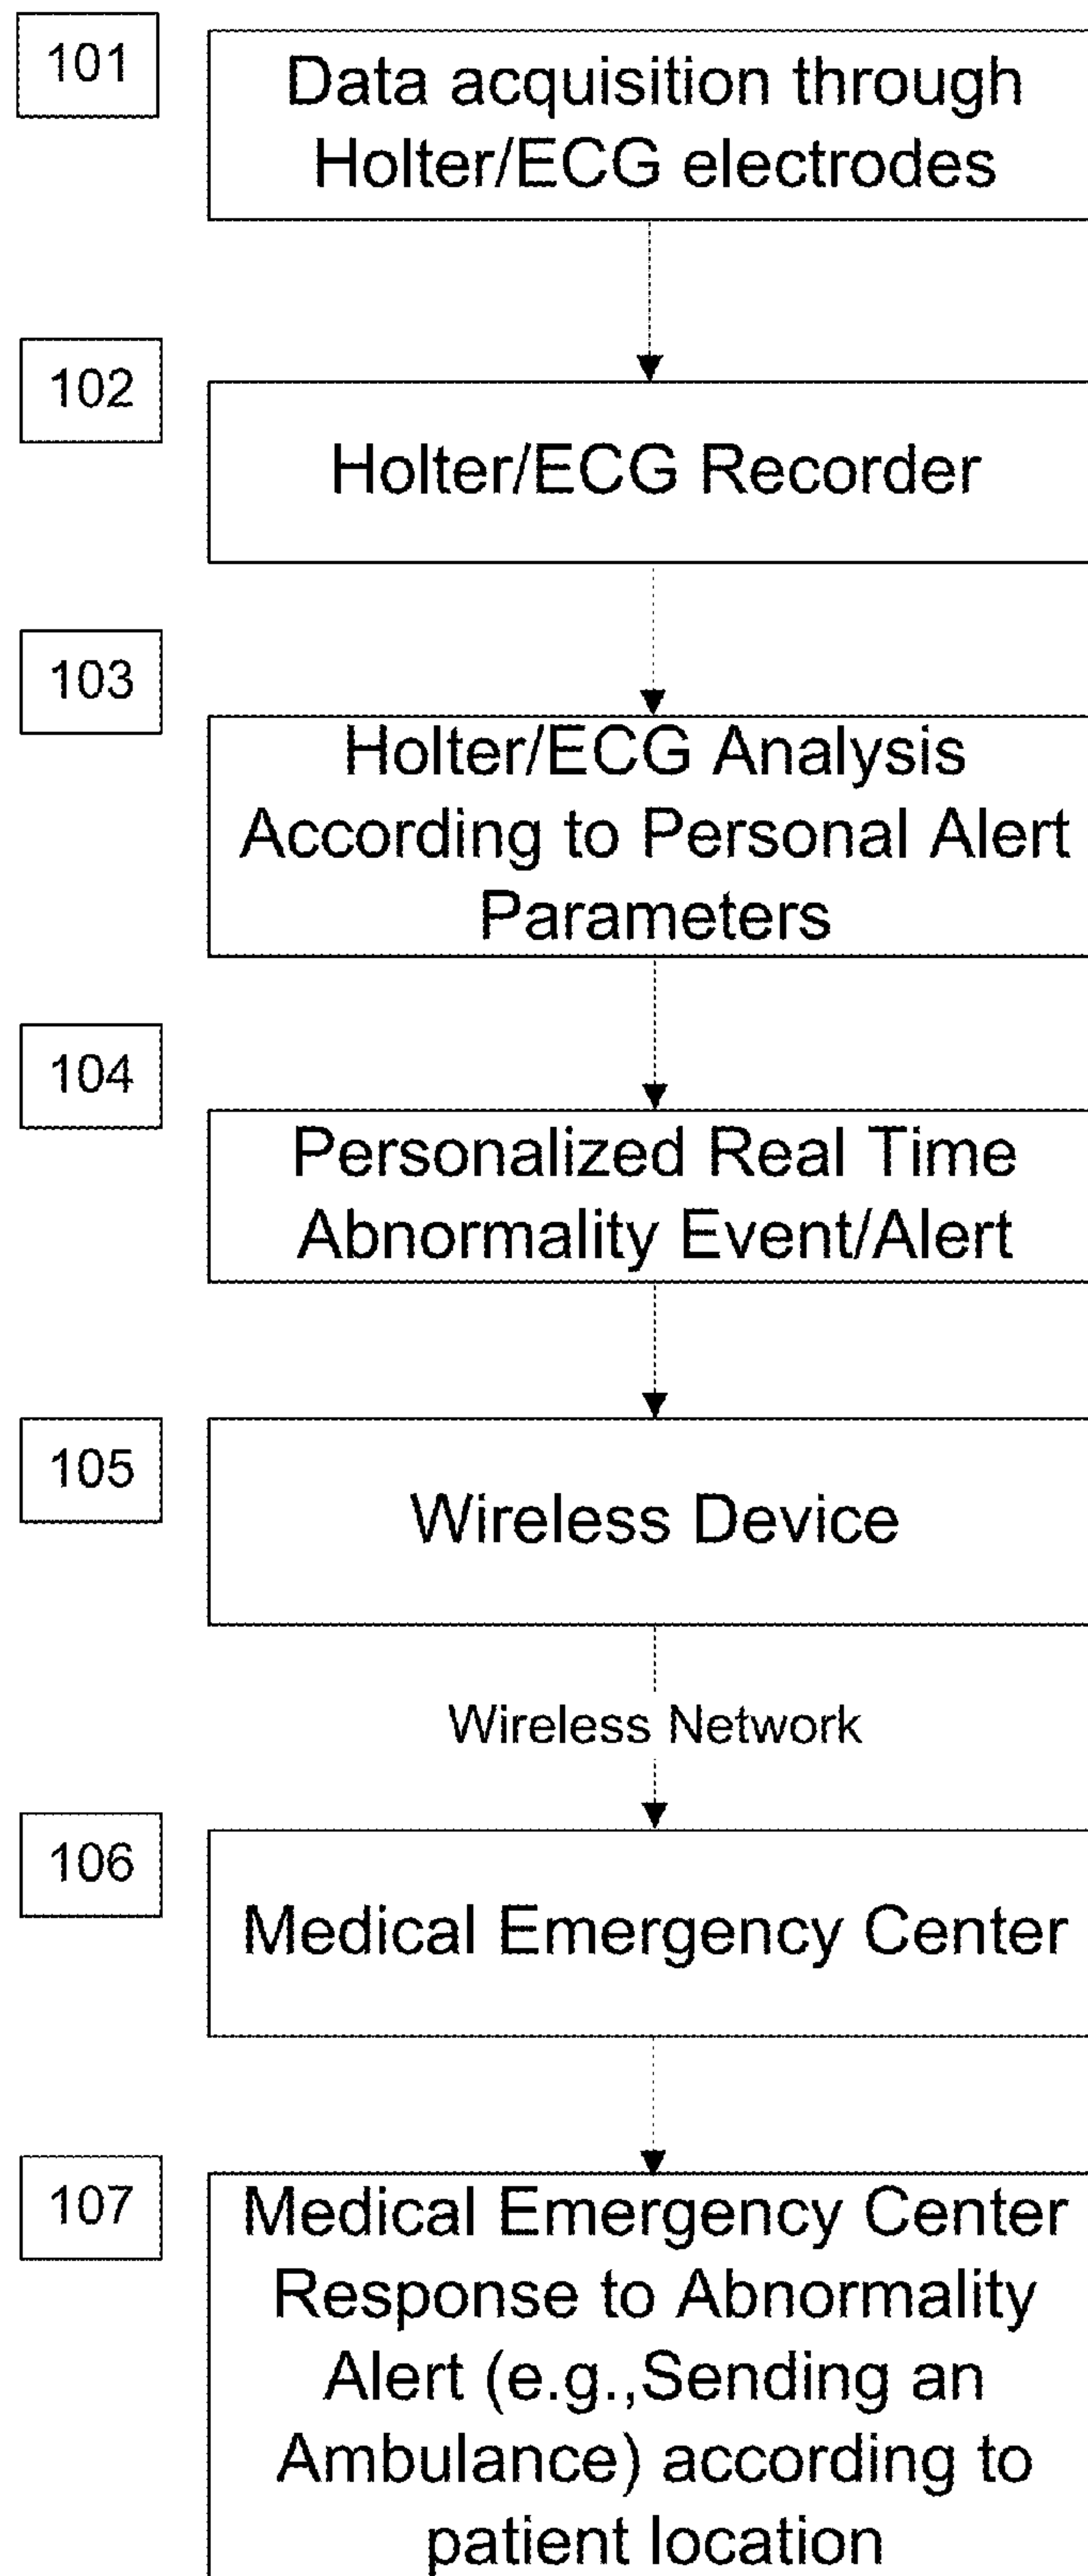 101
Data acquisition through
Holter/ECG electrodes
102
Holter/ECG Recorder
103
Holter/ECG Analysis
According to Personal Alert
Parameters
104
Personalized Real Time
Abnormality Event/Alert
105
Wireless Device
Wireless Network
106
Medical Emergency Center
107
Medical Emergency Center
Response to Abnormality
Alert (e.g.,Sending an
Ambulance) according to
patient location